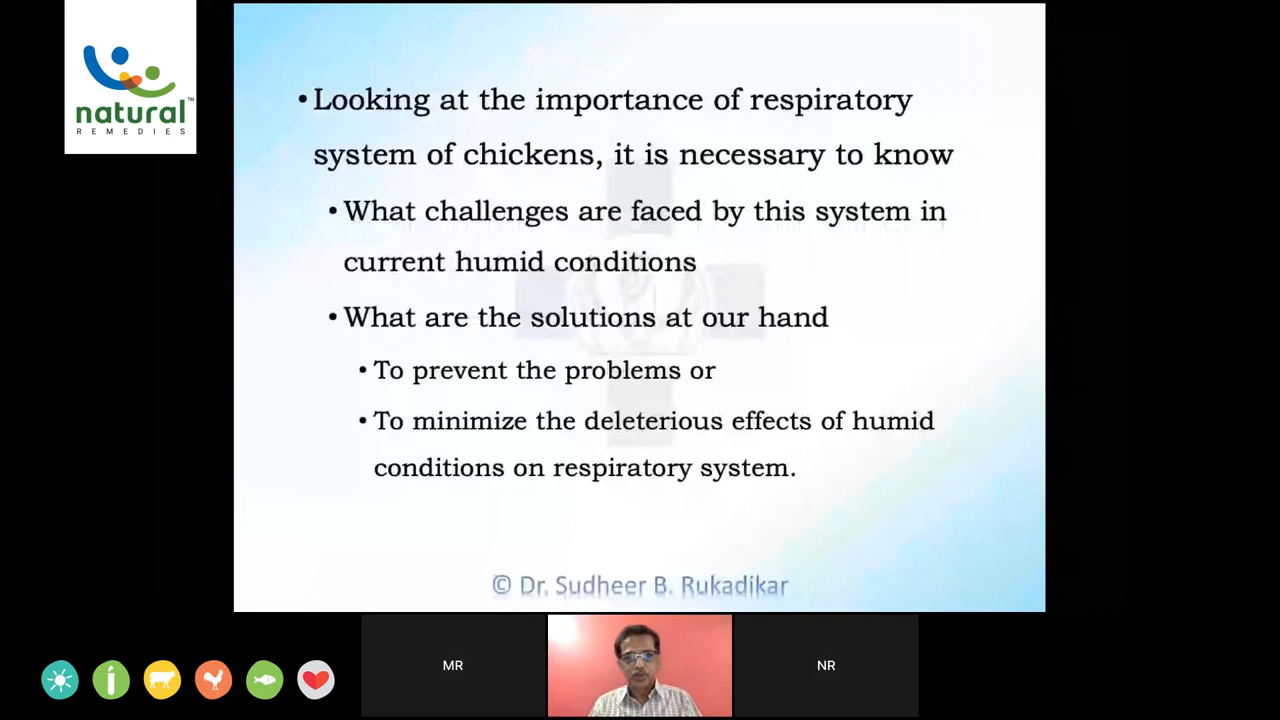 natural™
REMEDIES
• Looking at the importance of respiratory
system of chickens, it is necessary to know
• What challenges are faced by this system in
current humid conditions
• What are the solutions at our hand
• To prevent the problems or
• To minimize the deleterious effects of humid
conditions on respiratory system.
© Dr. Sudheer B. Rukadikar
MR
NR